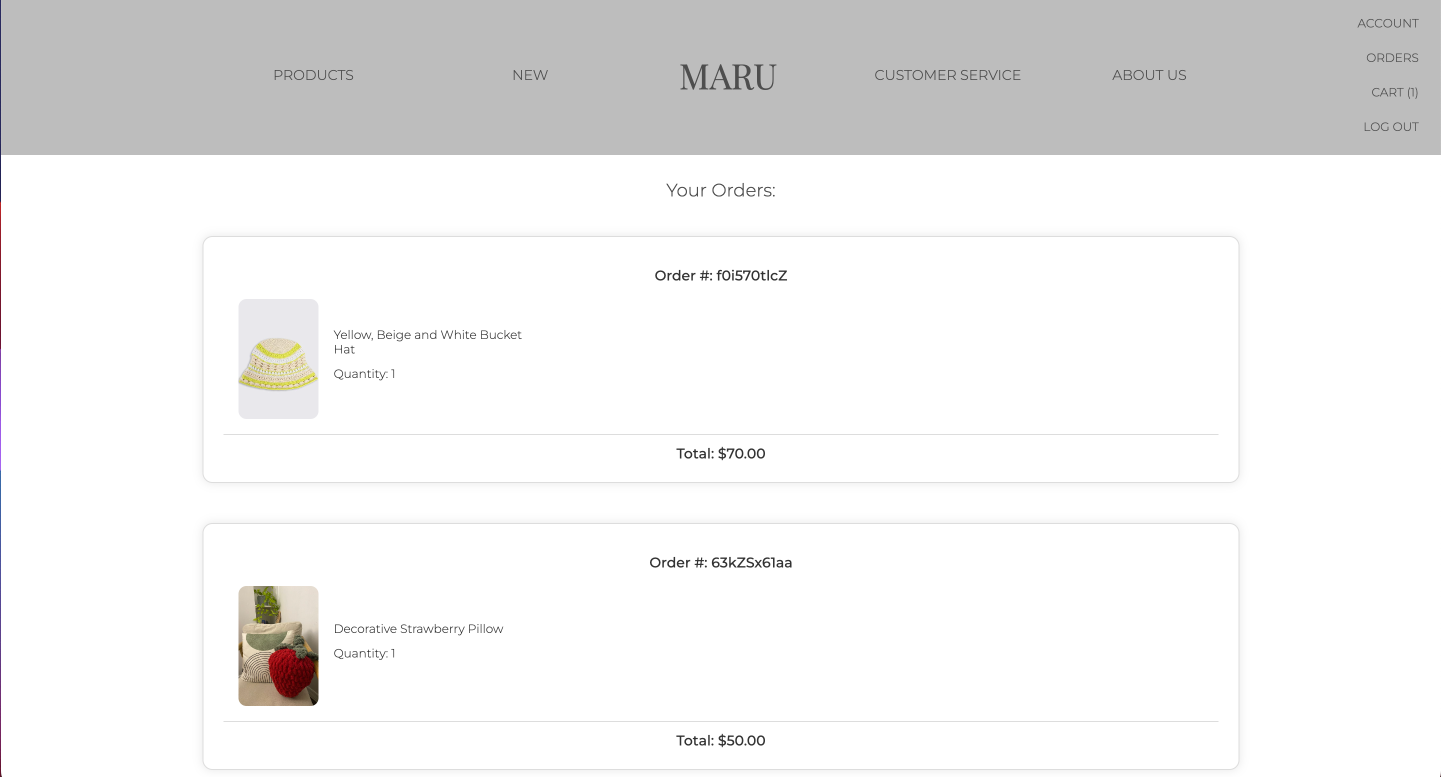 PRODUCTS
NEW
MARU
CUSTOMER SERVICE
ABOUT US
ACCOUNT
ORDERS
CART (1)
LOG OUT
Your Orders:
Order #: f0i570tlcZ
Yellow, Beige and White Bucket
Hat
Quantity: 1
Total: $70.00
Order #: 63kZSx61aa
Decorative Strawberry Pillow
Quantity: 1
Total: $50.00